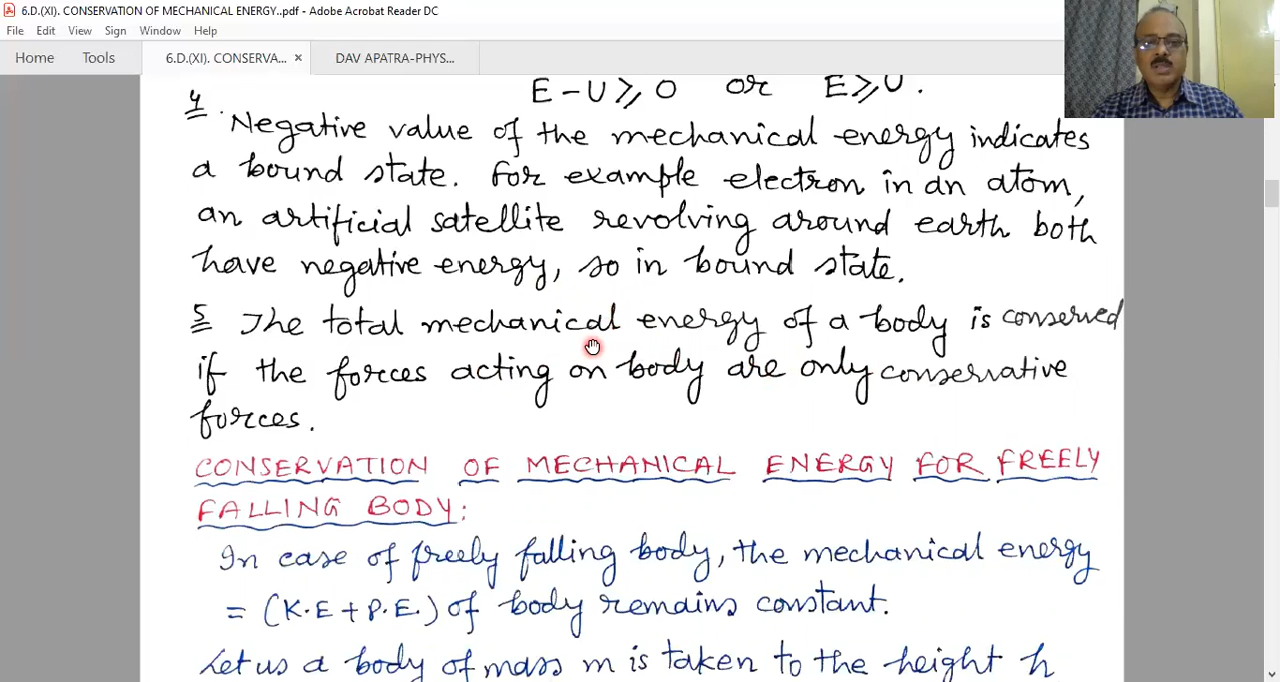 6.D.(XI). CONSERVATION OF MECHANICAL ENERGY..pdf - Adobe Acrobat Reader DC
File Edit View Sign Window Help
Home Tools 6.D.(XI). CONSERVA... × DAV APATRA-PHYS...
E - U ⩾ 0 or E ⩾ U.
4 Negative value of the mechanical energy indicates
a bound state. For example electron in an atom,
an artificial satellite revolving around earth both
have negative energy, so in bound state.
5 The total mechanical energy of a body is conserved
if the forces acting on body are only conservative
forces.
CONSERVATION OF MECHANICAL ENERGY FOR FREELY
FALLING BODY:
In case of freely falling body, the mechanical energy
= (K.E + P.E.) of body remains constant.
Let us a body of mass m is taken to the height h